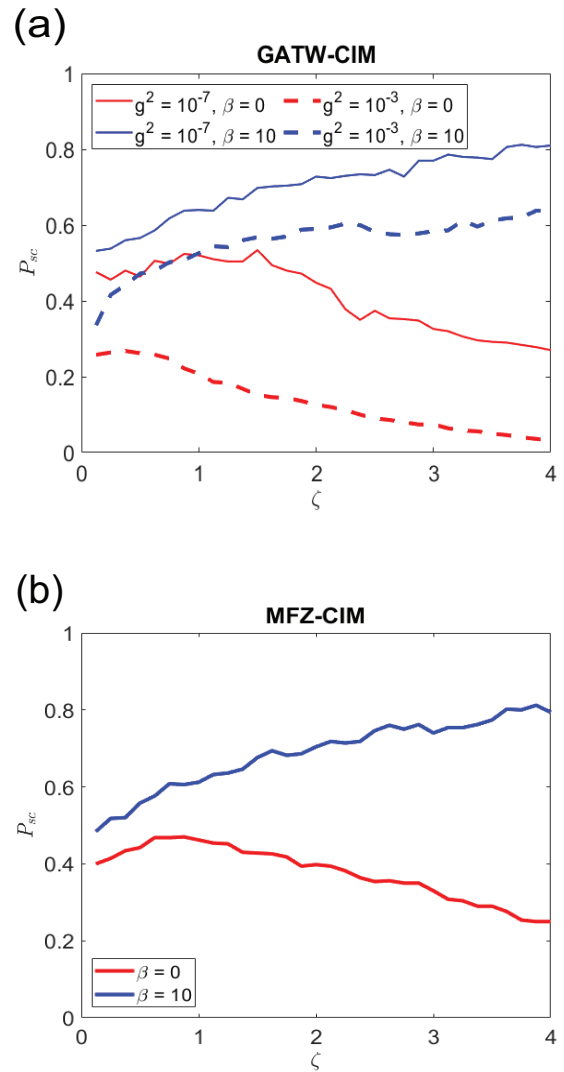 (a)
GATW-CIM
g² = 10⁻⁷, β = 0
g² = 10⁻³, β = 0
g² = 10⁻⁷, β = 10
g² = 10⁻³, β = 10
1
0.8
0.6
0.4
0.2
0
P_sc
0 1 2 3 4
ζ
(b)
MFZ-CIM
1
0.8
0.6
0.4
0.2
0
P_sc
β = 0
β = 10
0 1 2 3 4
ζ